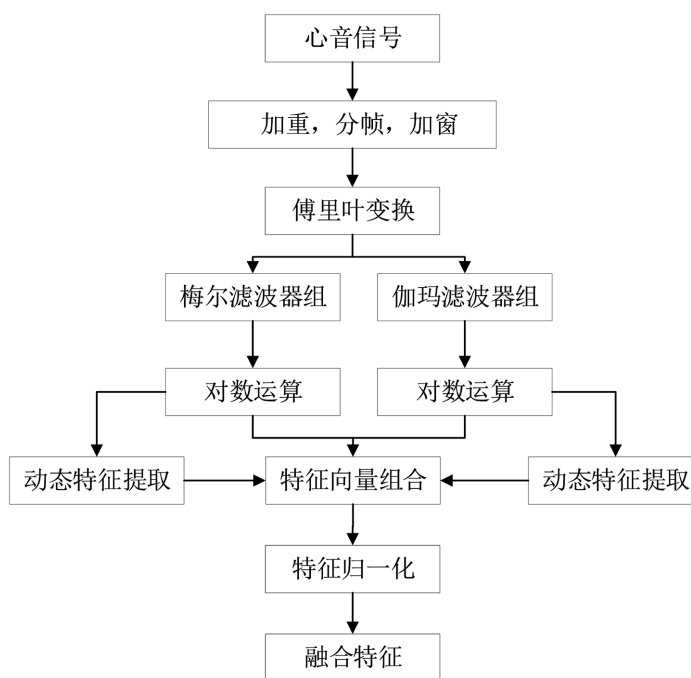 心音信号
加重，分帧，加窗
傅里叶变换
梅尔滤波器组
伽玛滤波器组
对数运算
对数运算
动态特征提取
特征向量组合
动态特征提取
特征归一化
融合特征